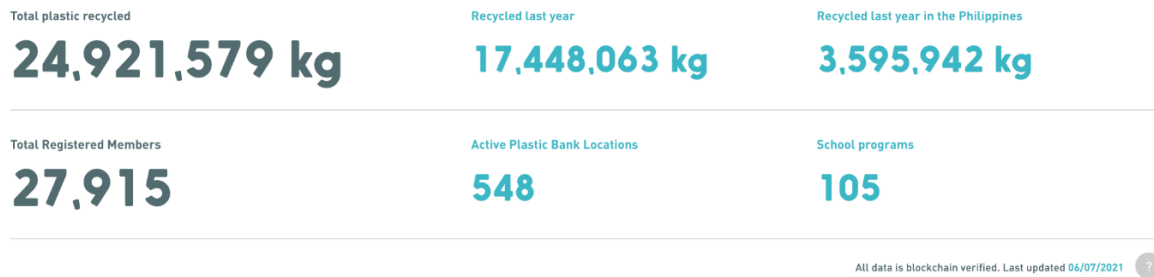 Total plastic recycled
24,921,579 kg
Recycled last year
17,448,063 kg
Recycled last year in the Philippines
3,595,942 kg
Total Registered Members
27,915
Active Plastic Bank Locations
548
School programs
105
All data is blockchain verified. Last updated 06/07/2021
?